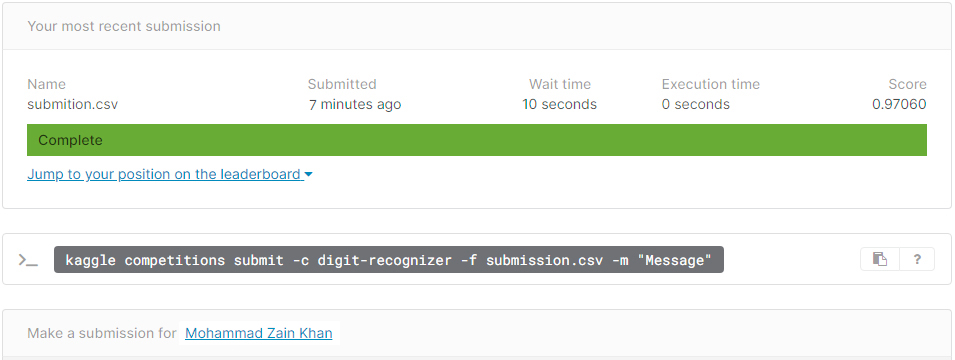 Your most recent submission
Name Submitted Wait time Execution time Score
submition.csv 7 minutes ago 10 seconds 0 seconds 0.97060
Complete
Jump to your position on the leaderboard
kaggle competitions submit -c digit-recognizer -f submission.csv -m "Message"
?
Make a submission for Mohammad Zain Khan